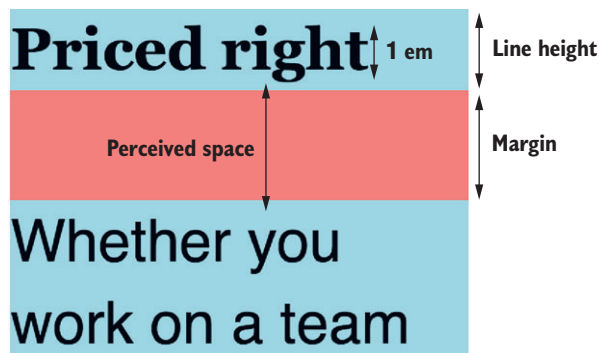 Priced right
1 em
Line height
Perceived space
Margin
Whether you
work on a team